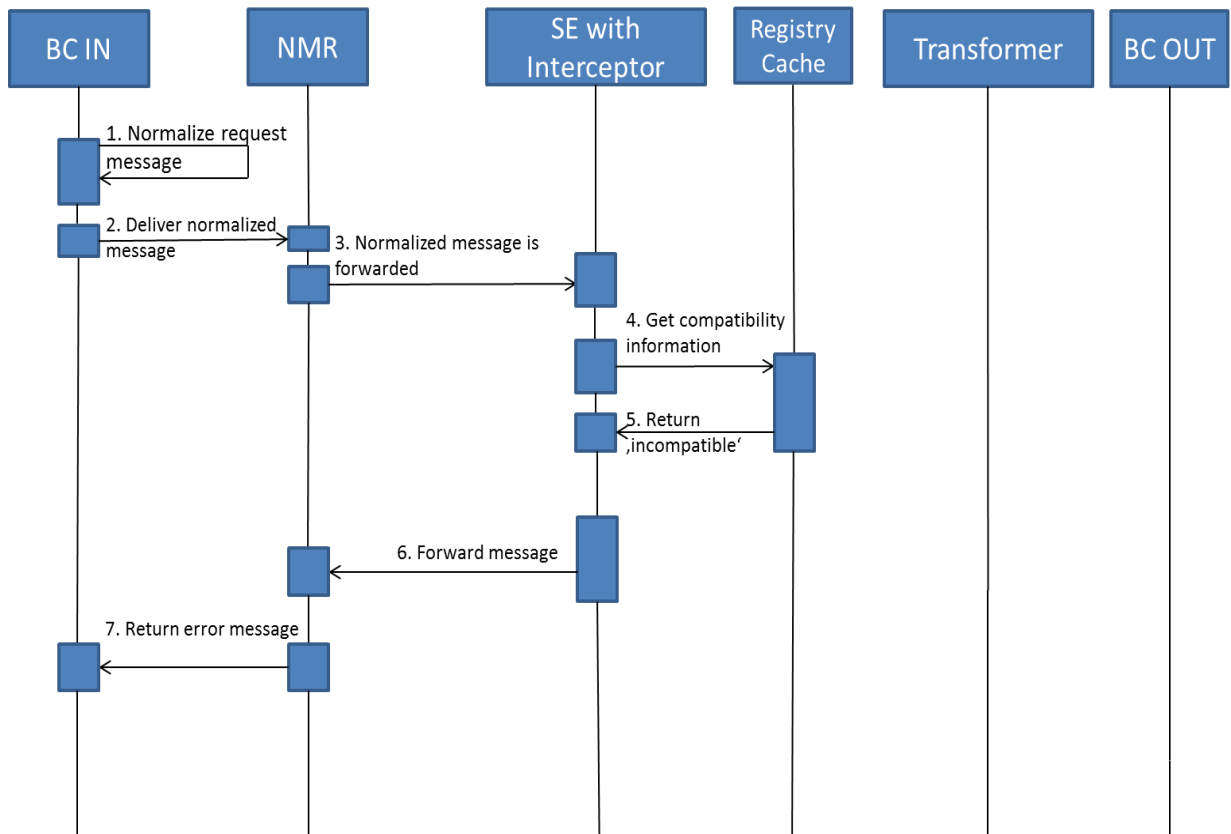 BC IN
NMR
SE with
Interceptor
Registry
Cache
Transformer
BC OUT
1. Normalize request
message
2. Deliver normalized
message
3. Normalized message is
forwarded
4. Get compatibility
information
5. Return
‚incompatible‘
6. Forward message
7. Return error message